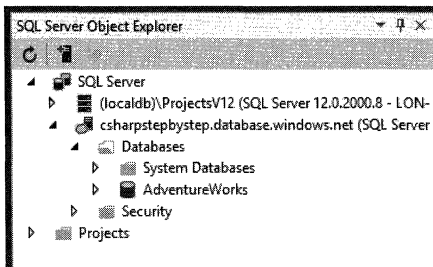 SQL Server Object Explorer
SQL Server
(localdb)\ProjectsV12 (SQL Server 12.0.2000.8 - LON-
csharpstepbystep.database.windows.net (SQL Server
Databases
System Databases
AdventureWorks
Security
Projects